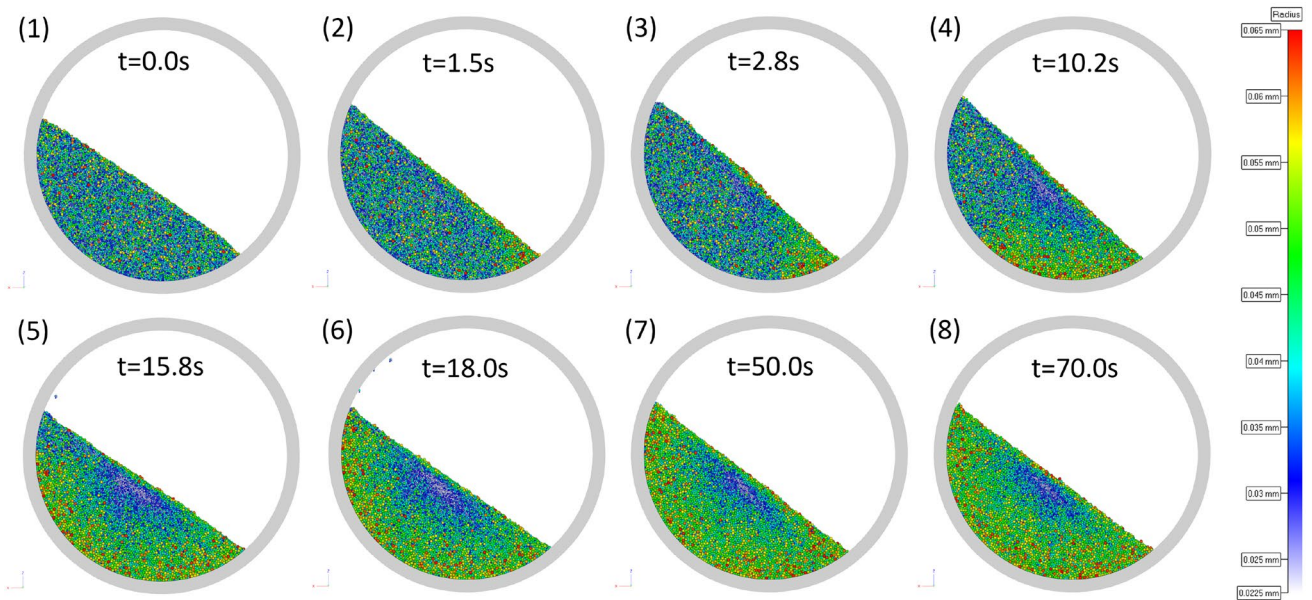 (1)
t=0.0s
(2)
t=1.5s
(3)
t=2.8s
(4)
t=10.2s
(5)
t=15.8s
(6)
t=18.0s
(7)
t=50.0s
(8)
t=70.0s
Radius
0.065 mm
0.06 mm
0.055 mm
0.05 mm
0.045 mm
0.04 mm
0.035 mm
0.03 mm
0.025 mm
0.0225 mm